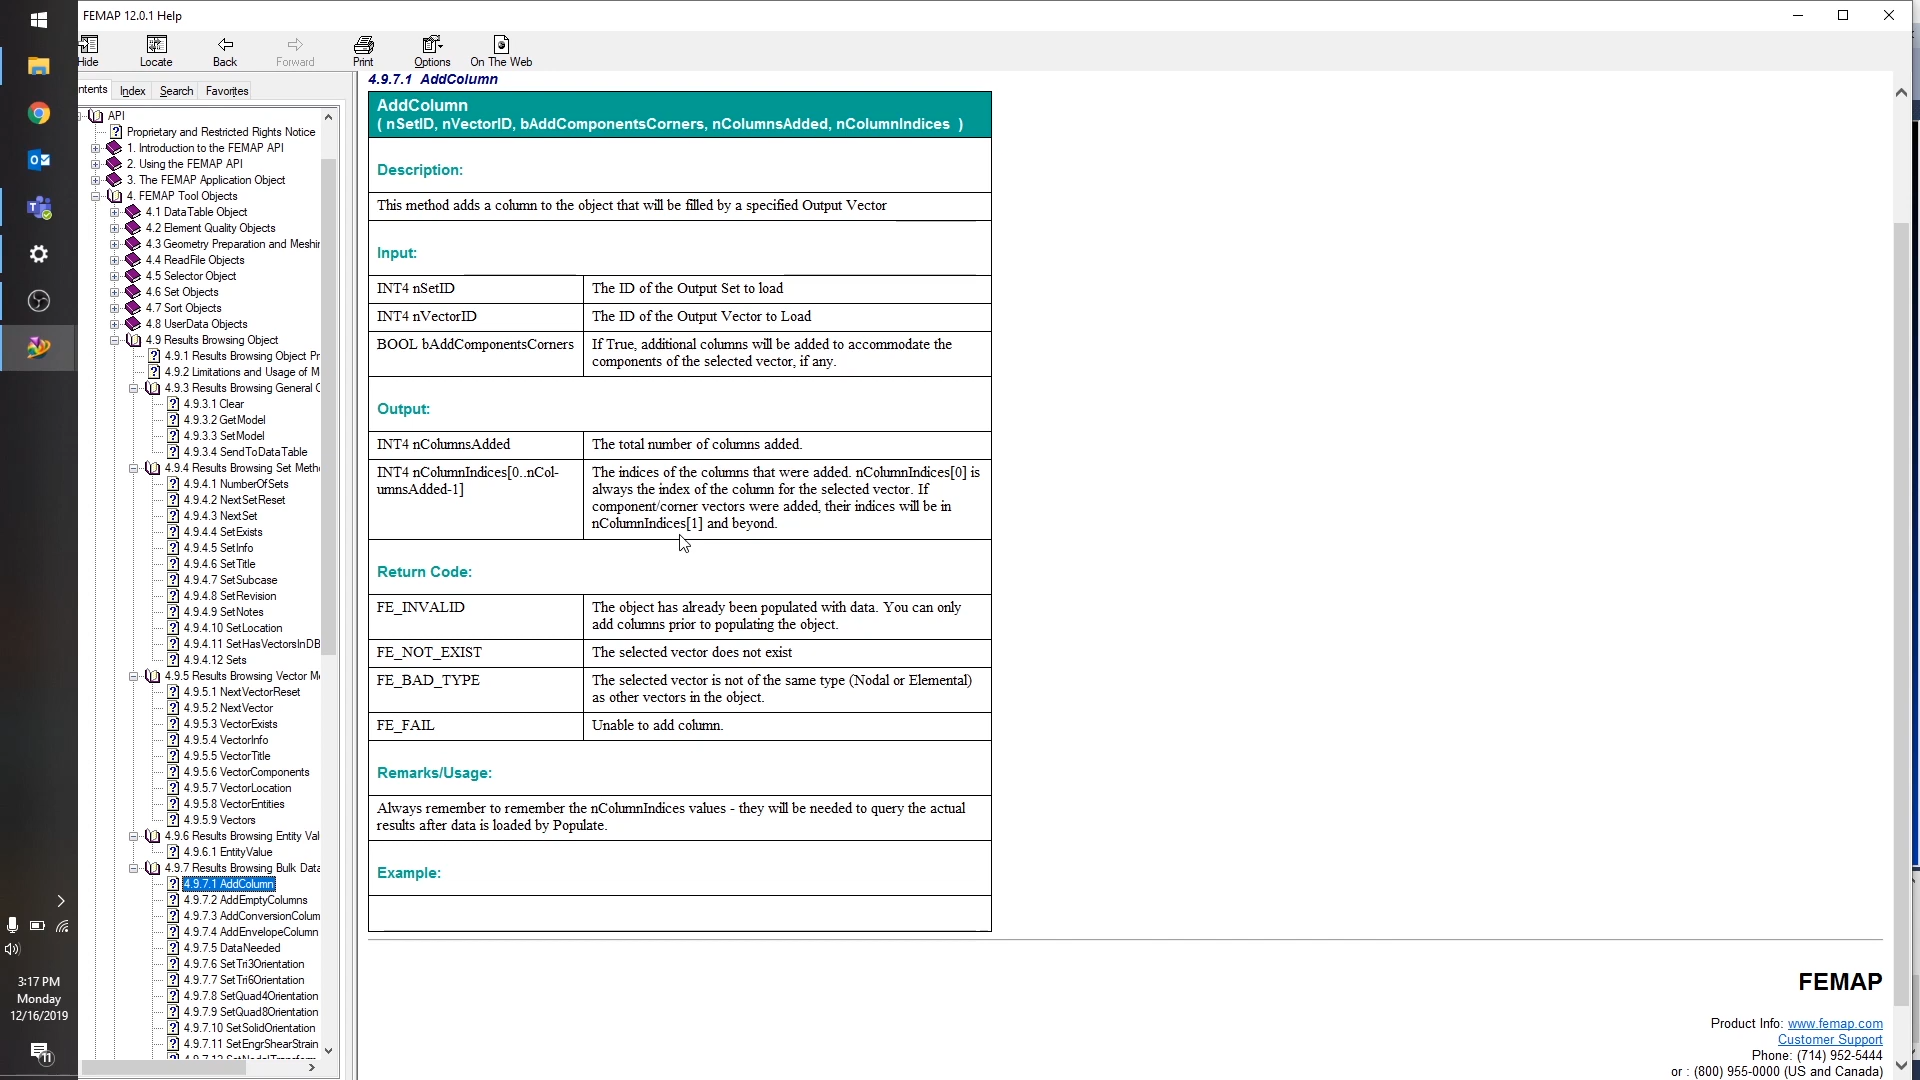 FEMAP 12.0.1 Help
Hide
Locate
Back
Forward
Print
Options
On The Web
ntents
Index
Search
Favorites
API
Proprietary and Restricted Rights Notice
1. Introduction to the FEMAP API
2. Using the FEMAP API
3. The FEMAP Application Object
4. FEMAP Tool Objects
4.1 DataTable Object
4.2 Element Quality Objects
4.3 Geometry Preparation and Meshin
4.4 ReadFile Objects
4.5 Selector Object
4.6 Set Objects
4.7 Sort Objects
4.8 UserData Objects
4.9 Results Browsing Object
4.9.1 Results Browsing Object Pr
4.9.2 Limitations and Usage of M
4.9.3 Results Browsing General C
4.9.3.1 Clear
4.9.3.2 GetModel
4.9.3.3 SetModel
4.9.3.4 SendToDataTable
4.9.4 Results Browsing Set Meth
4.9.4.1 NumberOfSets
4.9.4.2 NextSetReset
4.9.4.3 NextSet
4.9.4.4 SetExists
4.9.4.5 SetInfo
4.9.4.6 SetTitle
4.9.4.7 SetSubcase
4.9.4.8 SetRevision
4.9.4.9 SetNotes
4.9.4.10 SetLocation
4.9.4.11 SetHasVectorsInDB
4.9.4.12 Sets
4.9.5 Results Browsing Vector Me
4.9.5.1 NextVectorReset
4.9.5.2 NextVector
4.9.5.3 VectorExists
4.9.5.4 VectorInfo
4.9.5.5 VectorTitle
4.9.5.6 VectorComponents
4.9.5.7 VectorLocation
4.9.5.8 VectorEntities
4.9.5.9 Vectors
4.9.6 Results Browsing Entity Val
4.9.6.1 EntityValue
4.9.7 Results Browsing Bulk Data
4.9.7.1 AddColumn
4.9.7.2 AddEmptyColumns
4.9.7.3 AddConversionColum
4.9.7.4 AddEnvelopeColumn
4.9.7.5 DataNeeded
4.9.7.6 SetTri3Orientation
4.9.7.7 SetTri6Orientation
4.9.7.8 SetQuad4Orientation
4.9.7.9 SetQuad8Orientation
4.9.7.10 SetSolidOrientation
4.9.7.11 SetEngrShearStrain
4.9.7.1 AddColumn
AddColumn
( nSetID, nVectorID, bAddComponentsCorners, nColumnsAdded, nColumnIndices )
Description:
This method adds a column to the object that will be filled by a specified Output Vector
Input:
INT4 nSetID
The ID of the Output Set to load
INT4 nVectorID
The ID of the Output Vector to Load
BOOL bAddComponentsCorners
If True, additional columns will be added to accommodate the
components of the selected vector, if any.
Output:
INT4 nColumnsAdded
The total number of columns added.
INT4 nColumnIndices[0..nCol-
umnsAdded-1]
The indices of the columns that were added. nColumnIndices[0] is
always the index of the column for the selected vector. If
component/corner vectors were added, their indices will be in
nColumnIndices[1] and beyond.
Return Code:
FE_INVALID
The object has already been populated with data. You can only
add columns prior to populating the object.
FE_NOT_EXIST
The selected vector does not exist
FE_BAD_TYPE
The selected vector is not of the same type (Nodal or Elemental)
as other vectors in the object.
FE_FAIL
Unable to add column.
Remarks/Usage:
Always remember to remember the nColumnIndices values - they will be needed to query the actual
results after data is loaded by Populate.
Example:
FEMAP
Product Info: www.femap.com
Customer Support
Phone: (714) 952-5444
or : (800) 955-0000 (US and Canada)
3:17 PM
Monday
12/16/2019
11